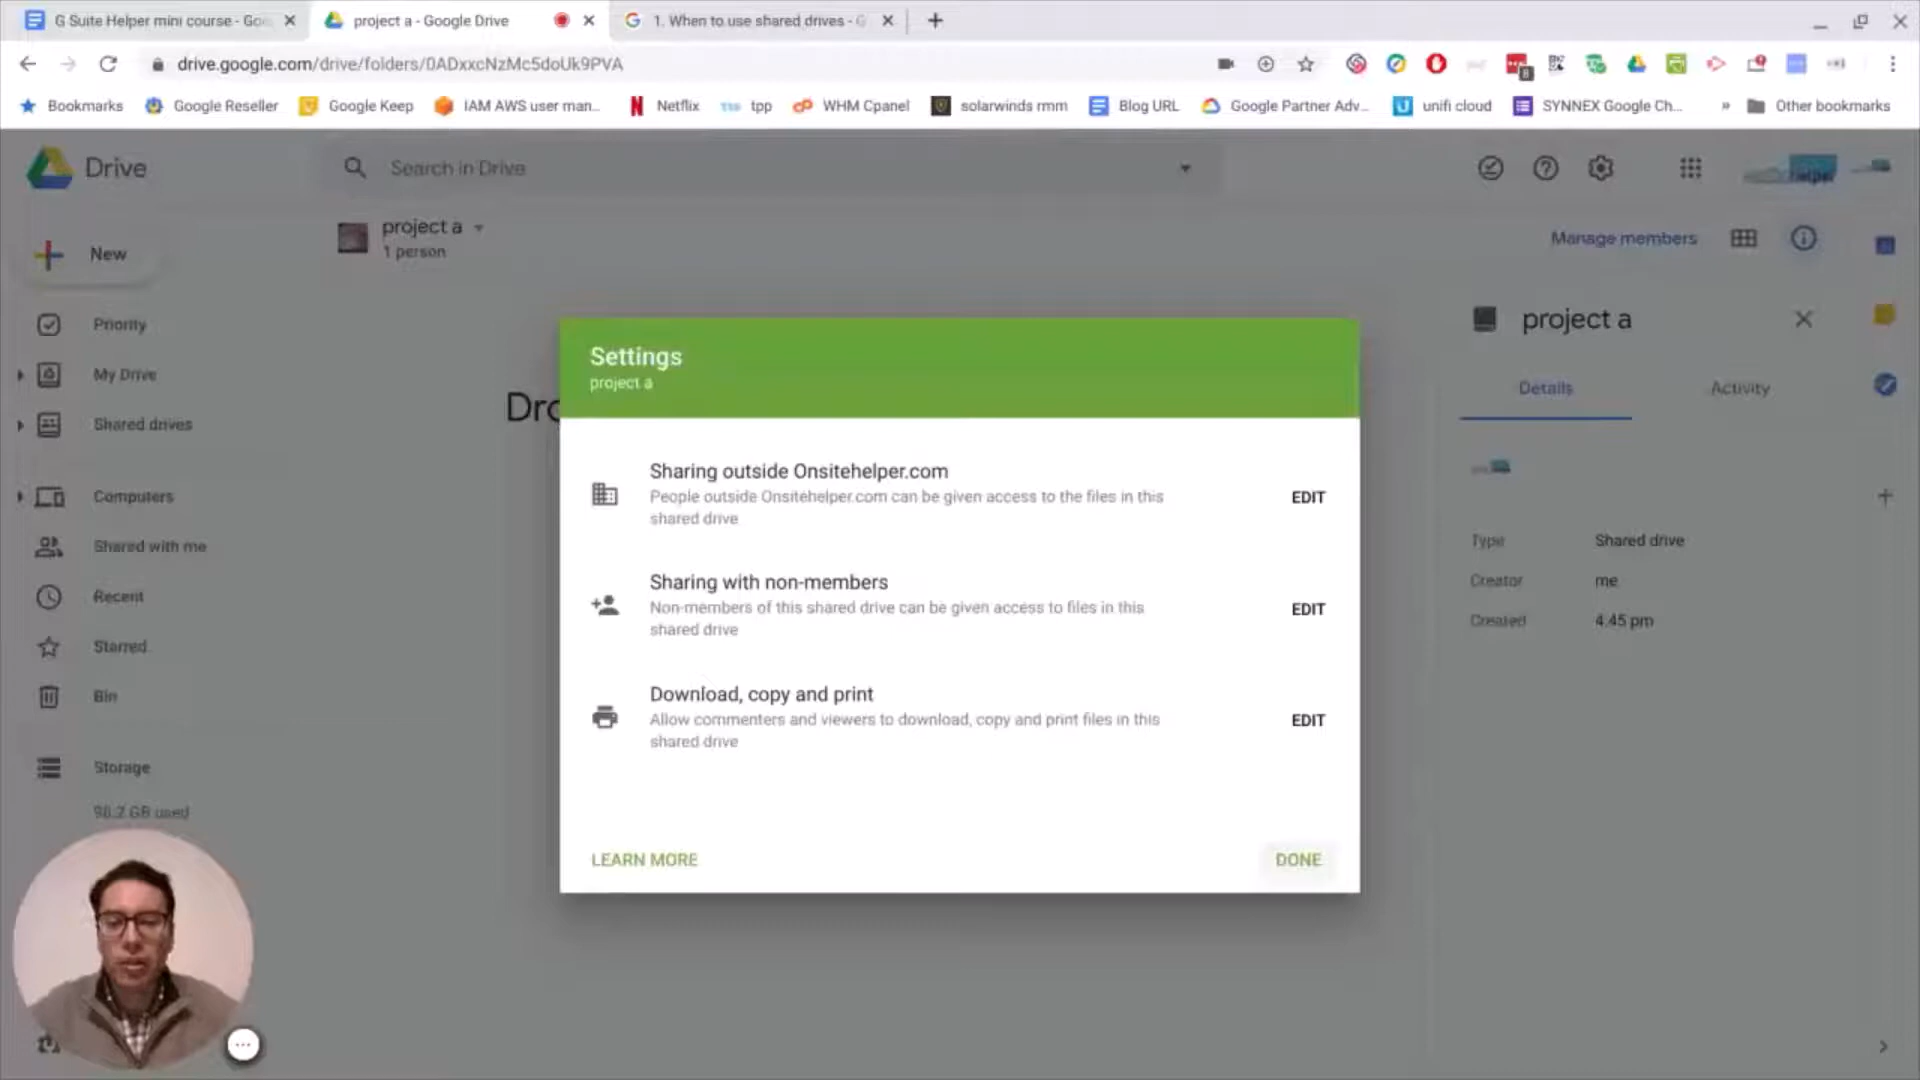 G Suite Helper mini course - Goo
project a - Google Drive
1. When to use shared drives - G
drive.google.com/drive/folders/0ADxxcNzMc5doUk9PVA
Bookmarks
Google Reseller
Google Keep
IAM AWS user man...
Netflix
tpp
WHM Cpanel
solarwinds rmm
Blog URL
Google Partner Adv...
unifi cloud
SYNNEX Google Ch...
»
Other bookmarks
Drive
Search in Drive
helper
New
project a
1 person
Manage members
Priority
My Drive
Shared drives
Computers
Shared with me
Recent
Starred
Bin
Storage
98.2 GB used
Dro
Settings
project a
Sharing outside Onsitehelper.com
People outside Onsitehelper.com can be given access to the files in this
shared drive
EDIT
Sharing with non-members
Non-members of this shared drive can be given access to files in this
shared drive
EDIT
Download, copy and print
Allow commenters and viewers to download, copy and print files in this
shared drive
EDIT
LEARN MORE
DONE
project a
Details
Activity
Type
Shared drive
Creator
me
Created
4.45 pm